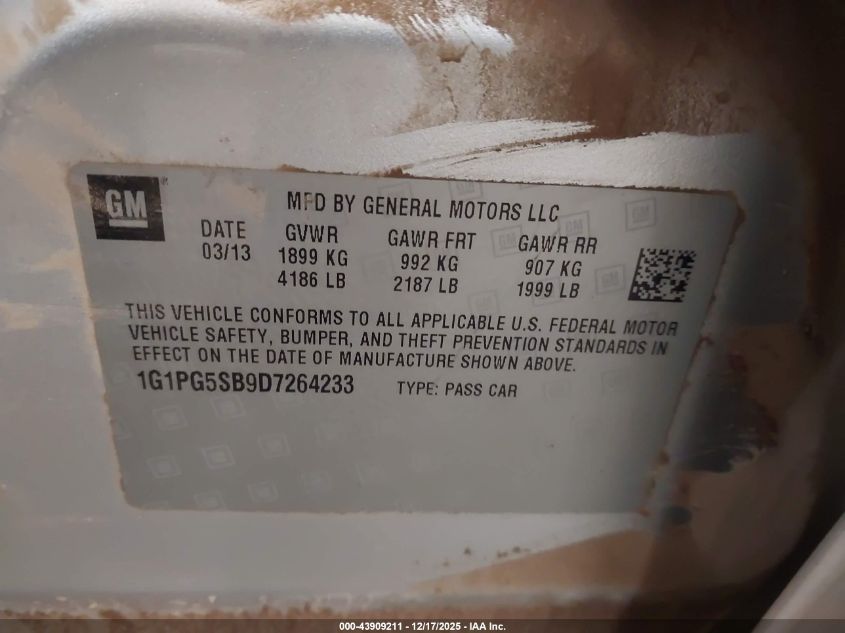 GM
MFD BY GENERAL MOTORS LLC
DATE GVWR GAWR FRT GAWR RR
03/13 1899 KG 992 KG 907 KG
4186 LB 2187 LB 1999 LB
THIS VEHICLE CONFORMS TO ALL APPLICABLE U.S. FEDERAL MOTOR
VEHICLE SAFETY, BUMPER, AND THEFT PREVENTION STANDARDS IN
EFFECT ON THE DATE OF MANUFACTURE SHOWN ABOVE.
1G1PG5SB9D7264233 TYPE: PASS CAR
000-43909211 - 12/17/2025 - IAA Inc.